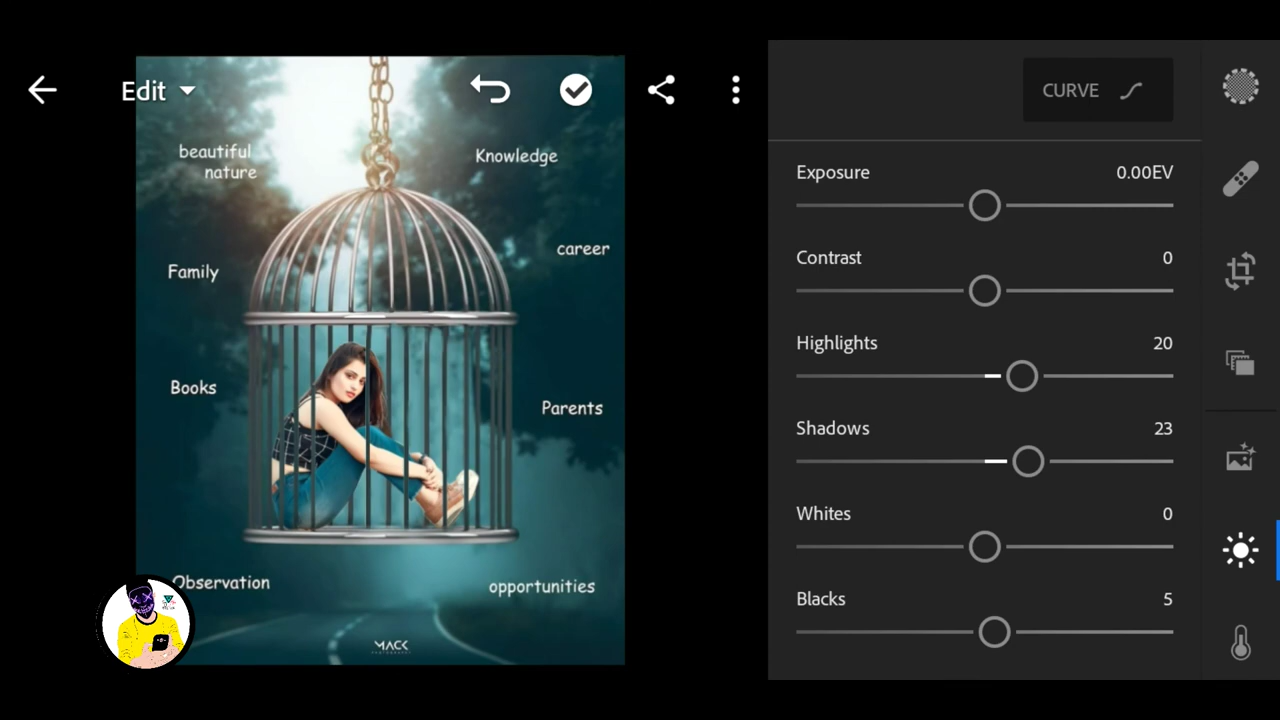 Edit
CURVE
beautiful
nature
Knowledge
career
Family
Books
Parents
Observation
opportunities
MACK
Exposure 0.00EV
Contrast 0
Highlights 20
Shadows 23
Whites 0
Blacks 5